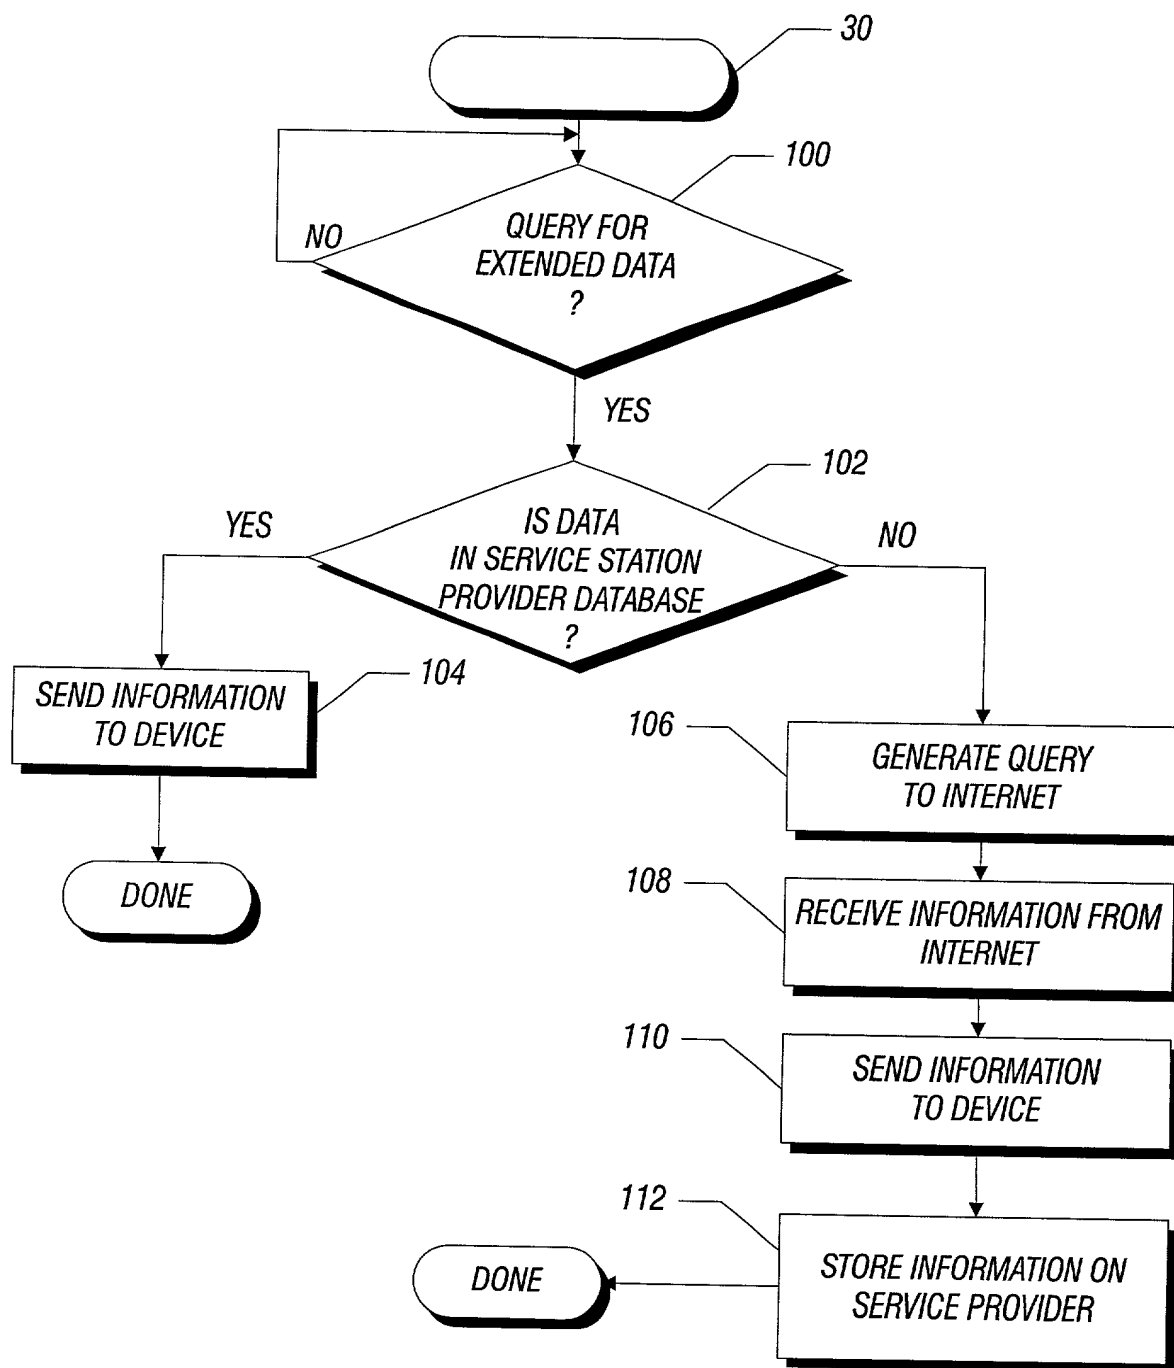 30
100
QUERY FOR
EXTENDED DATA
?
NO
YES
102
IS DATA
IN SERVICE STATION
PROVIDER DATABASE
?
YES
NO
104
SEND INFORMATION
TO DEVICE
DONE
106
GENERATE QUERY
TO INTERNET
108
RECEIVE INFORMATION FROM
INTERNET
110
SEND INFORMATION
TO DEVICE
112
STORE INFORMATION ON
SERVICE PROVIDER
DONE